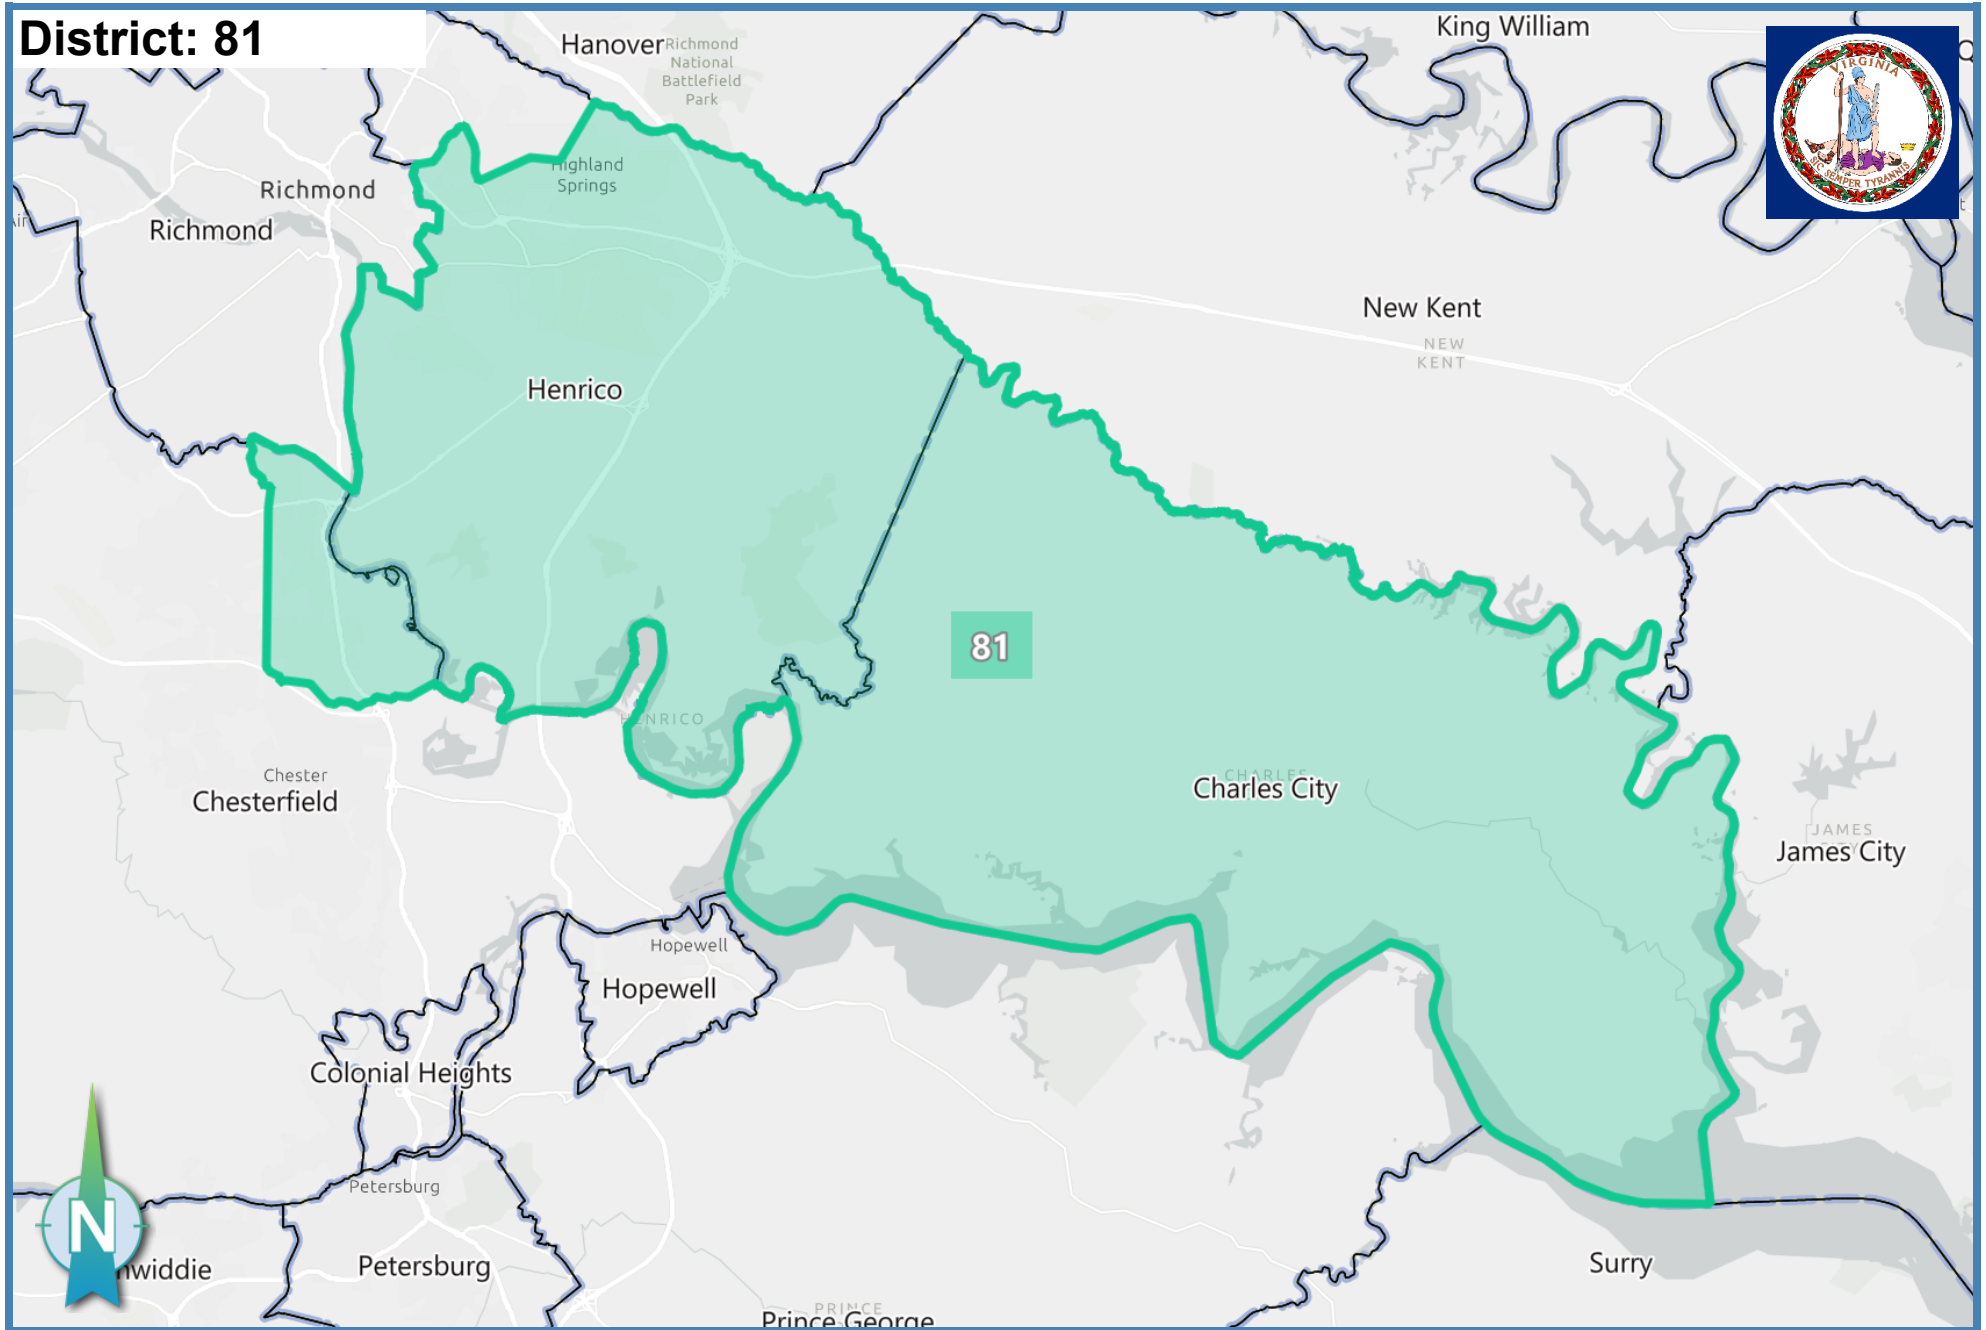 District: 81
Hanover
Richmond
National
Battlefield
Park
King William
VIRGINIA
SIC SEMPER TYRANNIS
Highland
Springs
Richmond
Richmond
New Kent
NEW
KENT
Henrico
81
HENRICO
Chester
Chesterfield
CHARLES
Charles City
JAMES
James City
Hopewell
Hopewell
Colonial Heights
Petersburg
Petersburg
N
nwiddie
Surry
PRINCE
Prince George